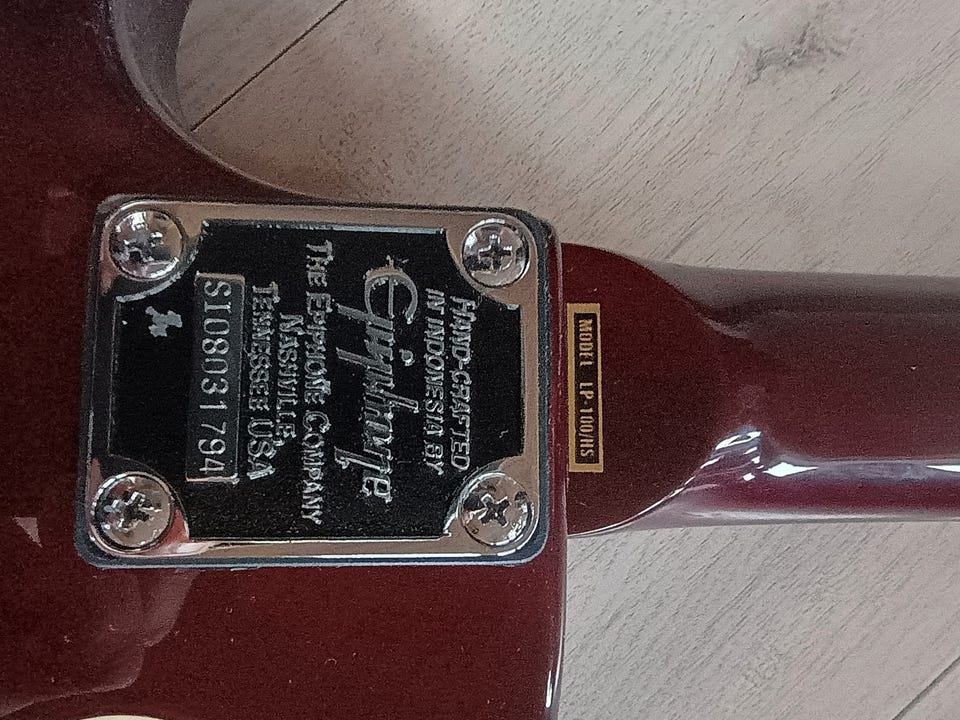 HAND-CRAFTED
IN INDONESIA BY
Epiphone
THE EPIPHONE COMPANY
NASHVILLE
TENNESSEE USA
SI08031794
MODEL LP-100/HS